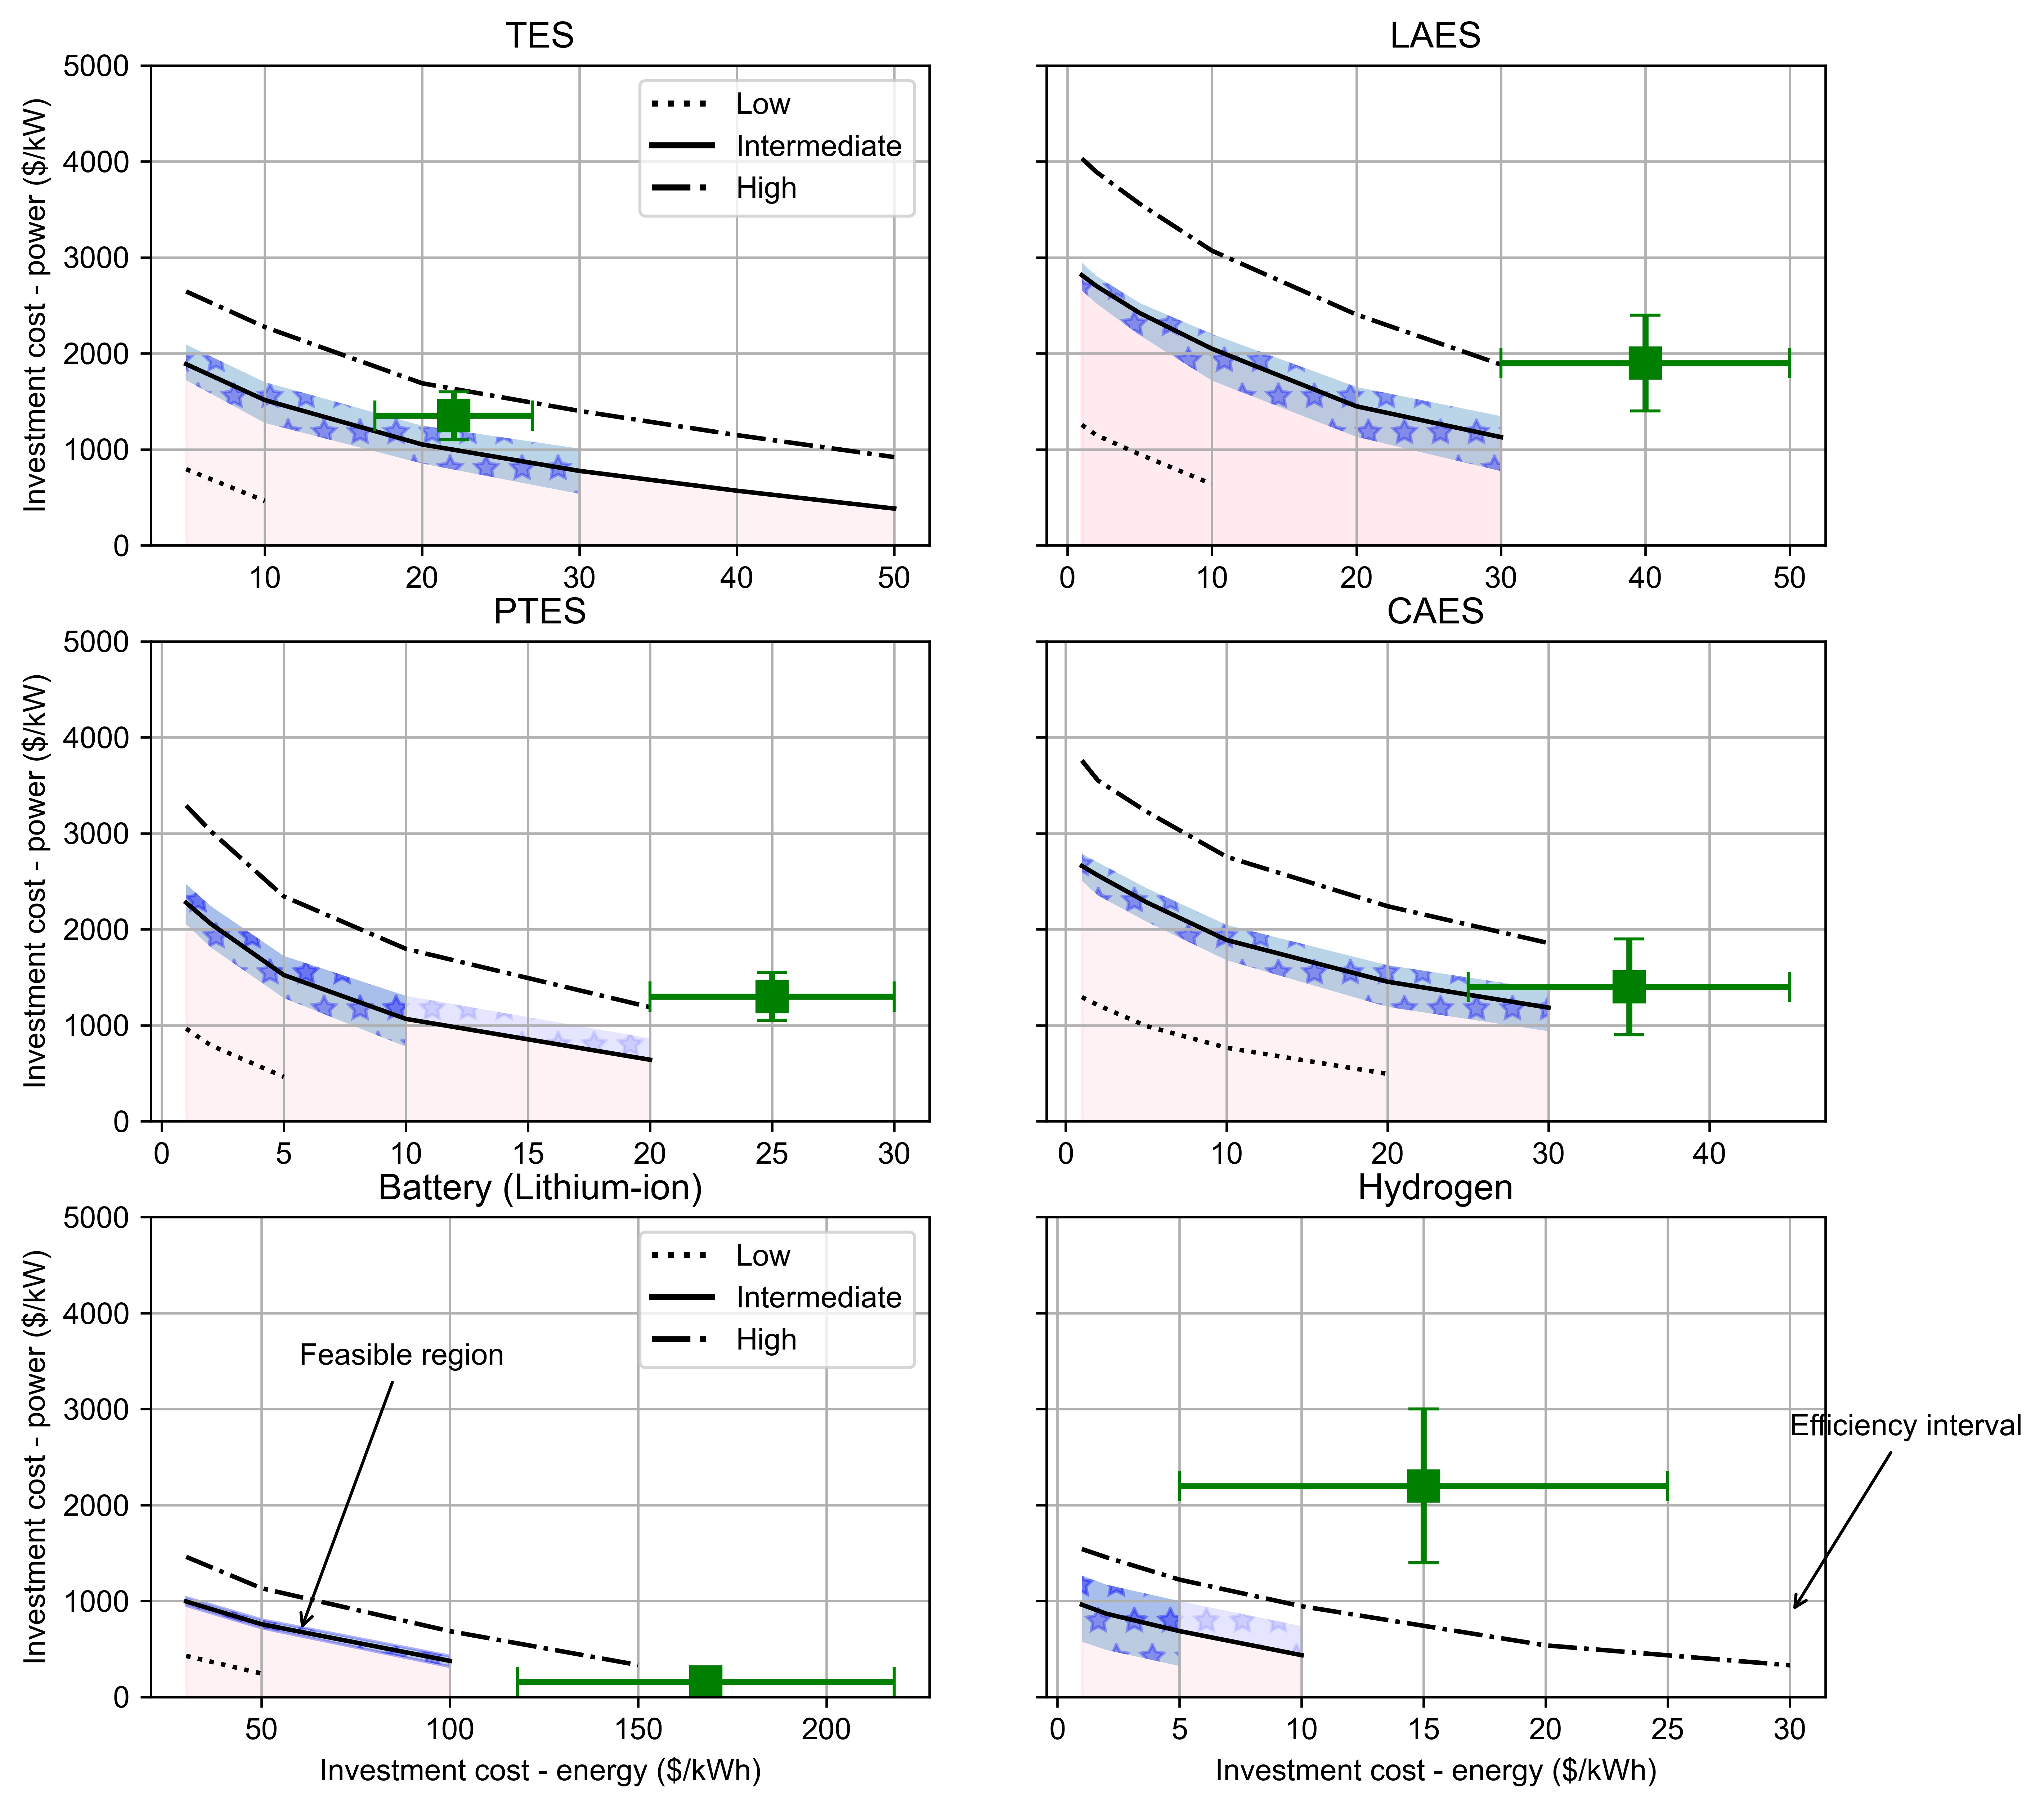 TES
LAES
5000
4000
3000
2000
1000
0
Investment cost - power ($/kW)
Low
Intermediate
High
10
20
30
40
50
0
10
20
30
40
50
PTES
CAES
5000
4000
3000
2000
1000
0
Investment cost - power ($/kW)
0
5
10
15
20
25
30
0
10
20
30
40
Battery (Lithium-ion)
Hydrogen
5000
4000
3000
2000
1000
0
Investment cost - power ($/kW)
Low
Intermediate
High
Feasible region
Efficiency interval
50
100
150
200
0
5
10
15
20
25
30
Investment cost - energy ($/kWh)
Investment cost - energy ($/kWh)